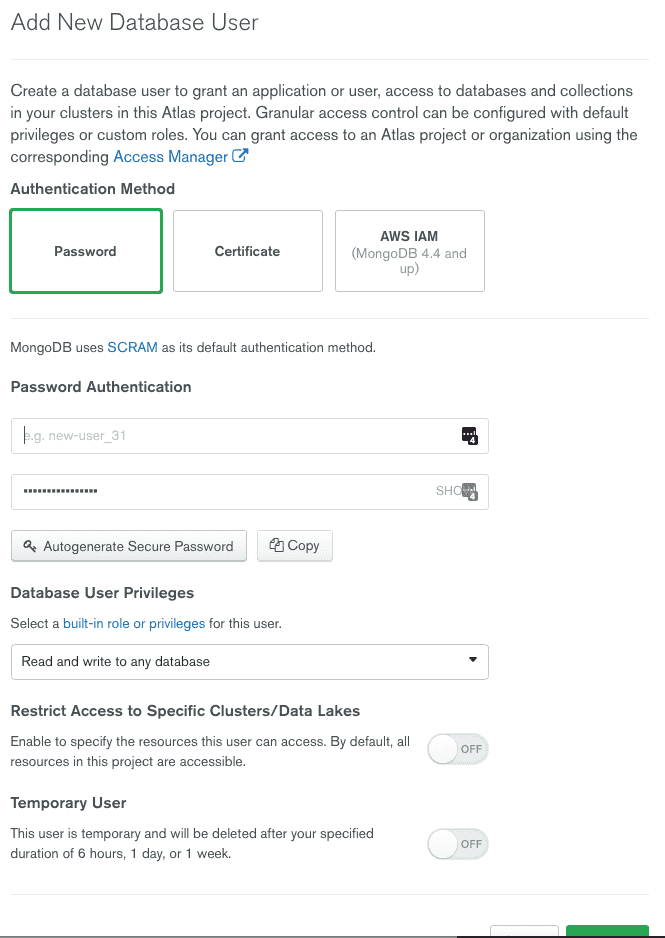 Add New Database User
Create a database user to grant an application or user, access to databases and collections
in your clusters in this Atlas project. Granular access control can be configured with default
privileges or custom roles. You can grant access to an Atlas project or organization using the
corresponding Access Manager
Authentication Method
Password
Certificate
AWS IAM
(MongoDB 4.4 and
up)
MongoDB uses SCRAM as its default authentication method.
Password Authentication
e.g. new-user_31
4
••••••••••••••••
SHO
4
Autogenerate Secure Password
Copy
Database User Privileges
Select a built-in role or privileges for this user.
Read and write to any database
Restrict Access to Specific Clusters/Data Lakes
Enable to specify the resources this user can access. By default, all
resources in this project are accessible.
OFF
Temporary User
This user is temporary and will be deleted after your specified
duration of 6 hours, 1 day, or 1 week.
OFF